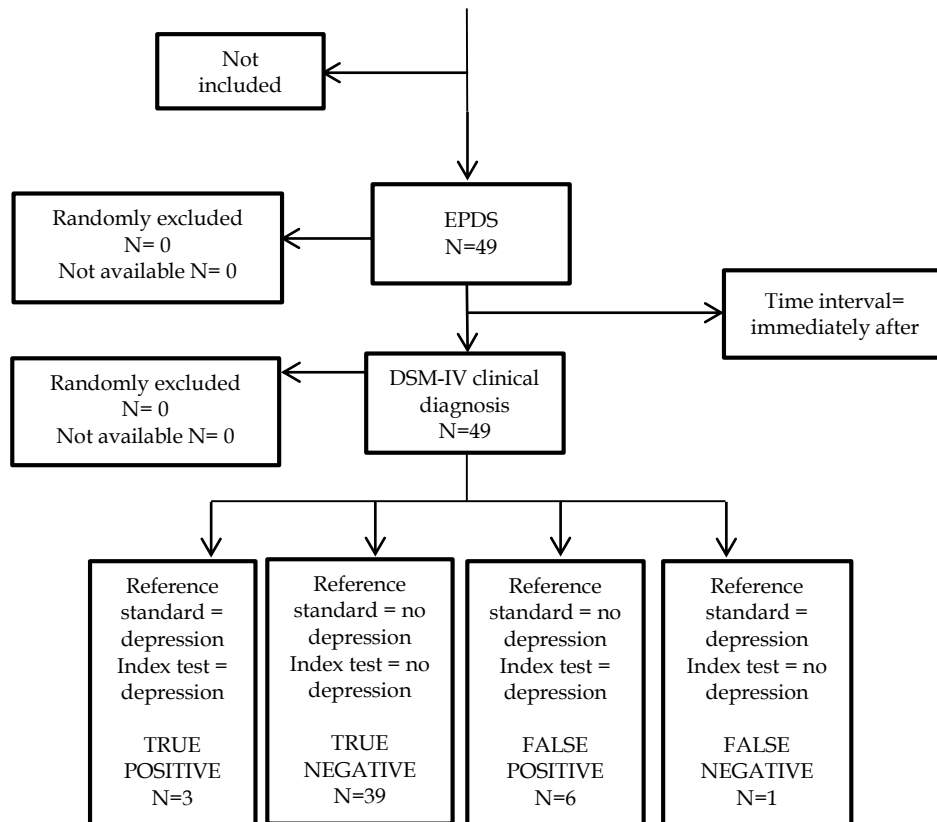 Not
included
EPDS
N=49
Randomly excluded
N= 0
Not available N= 0
Time interval=
immediately after
DSM-IV clinical
diagnosis
N=49
Randomly excluded
N= 0
Not available N= 0
Reference
standard =
depression
Index test =
depression
TRUE
POSITIVE
N=3
Reference
standard = no
depression
Index test = no
depression
TRUE
NEGATIVE
N=39
Reference
standard = no
depression
Index test =
depression
FALSE
POSITIVE
N=6
Reference
standard =
depression
Index test = no
depression
FALSE
NEGATIVE
N=1